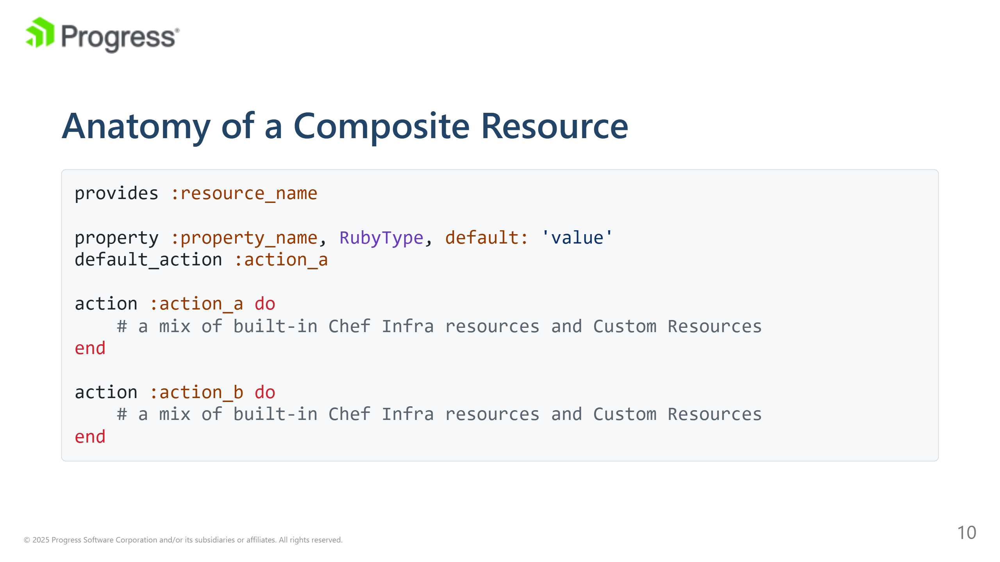 Progress®
Anatomy of a Composite Resource
provides :resource_name
property :property_name, RubyType, default: 'value'
default_action :action_a
action :action_a do
    # a mix of built-in Chef Infra resources and Custom Resources
end
action :action_b do
    # a mix of built-in Chef Infra resources and Custom Resources
end
© 2025 Progress Software Corporation and/or its subsidiaries or affiliates. All rights reserved.
10